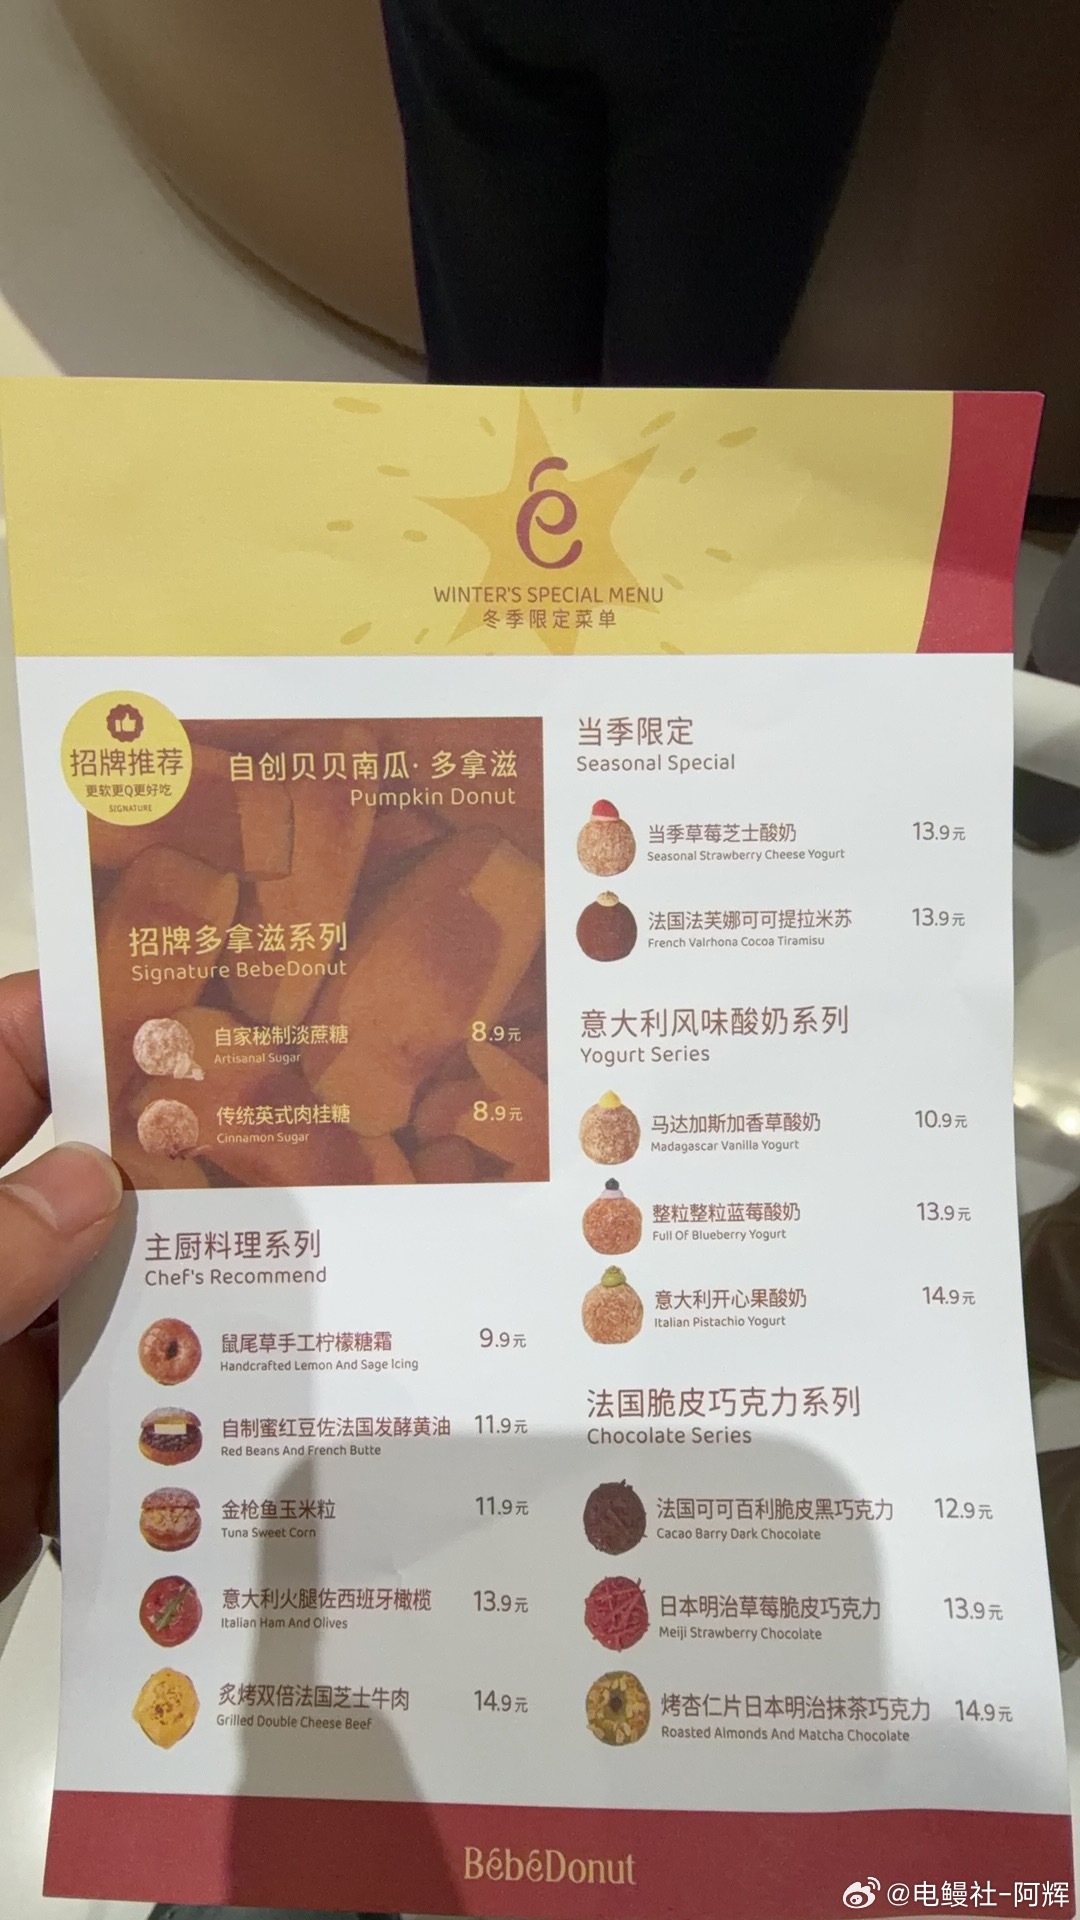 WINTER'S SPECIAL MENU
冬季限定菜单
招牌推荐
更软更Q更好吃
SIGNATURE
自创贝贝南瓜·多拿滋
Pumpkin Donut
招牌多拿滋系列
Signature BebeDonut
自家秘制淡蔗糖 8.9元
Artisanal Sugar
传统英式肉桂糖 8.9元
Cinnamon Sugar
主厨料理系列
Chef's Recommend
鼠尾草手工柠檬糖霜 9.9元
Handcrafted Lemon And Sage Icing
自制蜜红豆佐法国发酵黄油 11.9元
Red Beans And French Butte
金枪鱼玉米粒 11.9元
Tuna Sweet Corn
意大利火腿佐西班牙橄榄 13.9元
Italian Ham And Olives
炙烤双倍法国芝士牛肉 14.9元
Grilled Double Cheese Beef
当季限定
Seasonal Special
当季草莓芝士酸奶 13.9元
Seasonal Strawberry Cheese Yogurt
法国法芙娜可可提拉米苏 13.9元
French Valrhona Cocoa Tiramisu
意大利风味酸奶系列
Yogurt Series
马达加斯加香草酸奶 10.9元
Madagascar Vanilla Yogurt
整粒整粒蓝莓酸奶 13.9元
Full Of Blueberry Yogurt
意大利开心果酸奶 14.9元
Italian Pistachio Yogurt
法国脆皮巧克力系列
Chocolate Series
法国可可百利脆皮黑巧克力 12.9元
Cacao Barry Dark Chocolate
日本明治草莓脆皮巧克力 13.9元
Meiji Strawberry Chocolate
烤杏仁片日本明治抹茶巧克力 14.9元
Roasted Almonds And Matcha Chocolate
BébéDonut
@电鳗社-阿辉